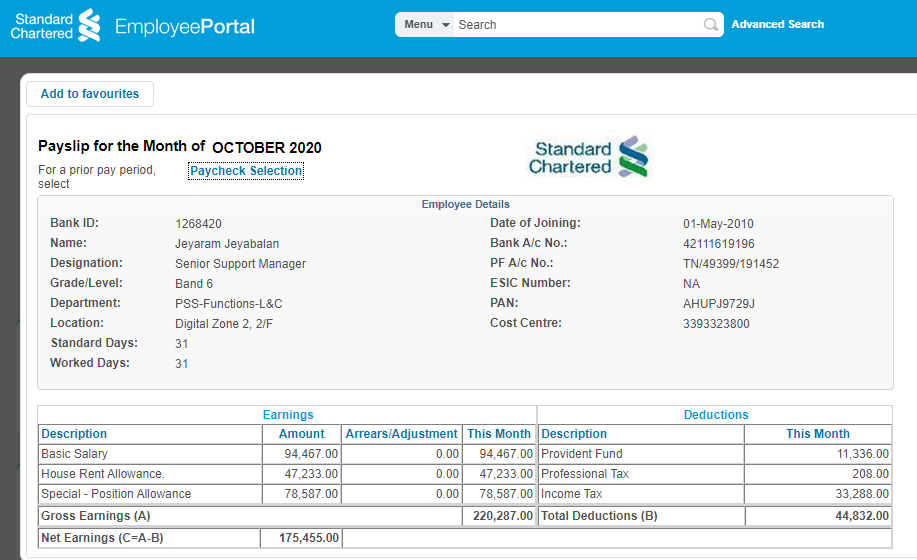 Standard Chartered EmployeePortal Menu Search Advanced Search
Add to favourites
Payslip for the Month of OCTOBER 2020
Standard Chartered
For a prior pay period, select Paycheck Selection
Employee Details
Bank ID: 1268420 Date of Joining: 01-May-2010
Name: Jeyaram Jeyabalan Bank A/c No.: 42111619196
Designation: Senior Support Manager PF A/c No.: TN/49399/191452
Grade/Level: Band 6 ESIC Number: NA
Department: PSS-Functions-L&C PAN: AHUPJ9729J
Location: Digital Zone 2, 2/F Cost Centre: 3393323800
Standard Days: 31
Worked Days: 31
Earnings Deductions
Description Amount Arrears/Adjustment This Month Description This Month
Basic Salary 94,467.00 0.00 94,467.00 Provident Fund 11,336.00
House Rent Allowance. 47,233.00 0.00 47,233.00 Professional Tax 208.00
Special - Position Allowance 78,587.00 0.00 78,587.00 Income Tax 33,288.00
Gross Earnings (A) 220,287.00 Total Deductions (B) 44,832.00
Net Earnings (C=A-B) 175,455.00